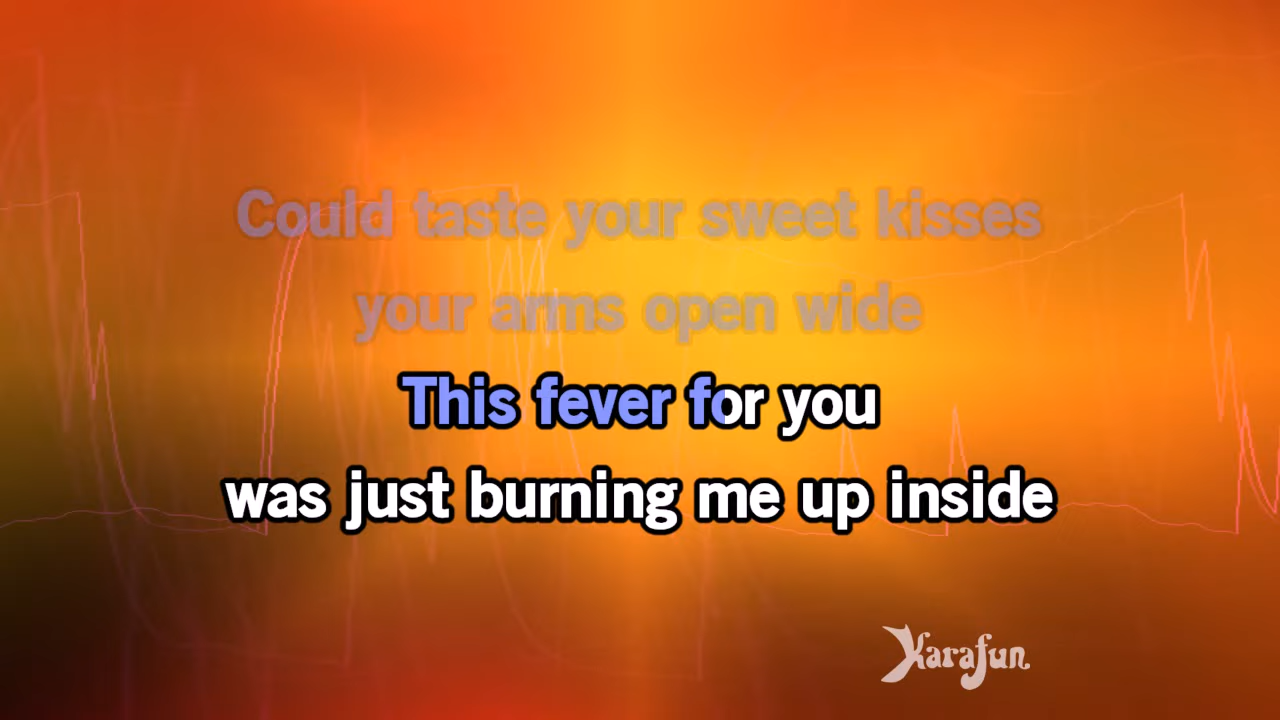 Could taste your sweet kisses
your arms open wide
This fever for you
was just burning me up inside
Karafun